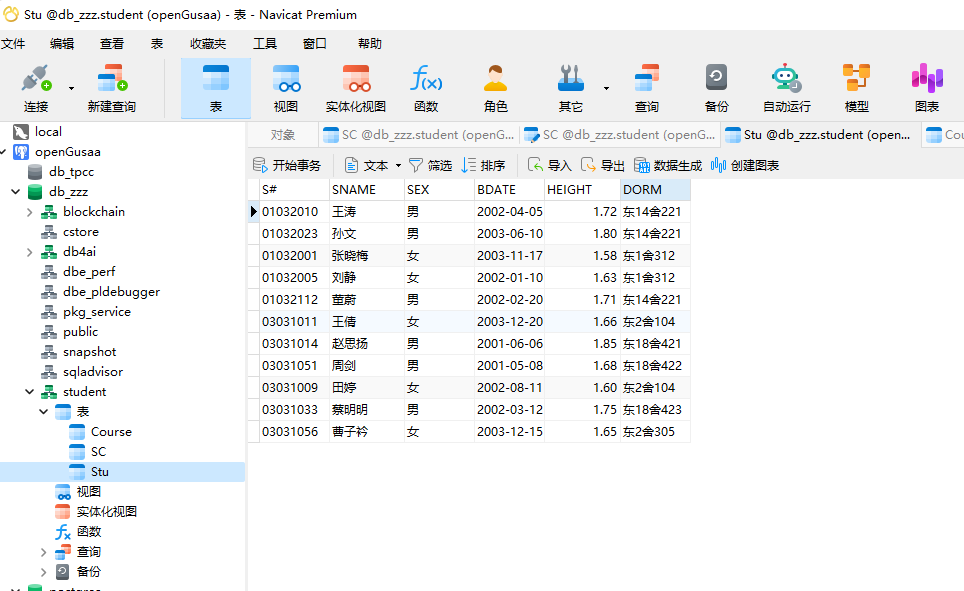 Stu @db_zzz.student (openGusaa) - 表 - Navicat Premium
文件 编辑 查看 表 收藏夹 工具 窗口 帮助
连接 新建查询 表 视图 实体化视图 函数 角色 其它 查询 备份 自动运行 模型 图表
local
openGusaa
db_tpcc
db_zzz
blockchain
cstore
db4ai
dbe_perf
dbe_pldebugger
pkg_service
public
snapshot
sqladvisor
student
表
Course
SC
Stu
视图
实体化视图
函数
查询
备份
对象 SC @db_zzz.student (openG... SC @db_zzz.student (openG... Stu @db_zzz.student (open... Cou
开始事务 文本 筛选 排序 导入 导出 数据生成 创建图表
S# SNAME SEX BDATE HEIGHT DORM
01032010 王涛 男 2002-04-05 1.72 东14舍221
01032023 孙文 男 2003-06-10 1.80 东14舍221
01032001 张晓梅 女 2003-11-17 1.58 东1舍312
01032005 刘静 女 2002-01-10 1.63 东1舍312
01032112 董蔚 男 2002-02-20 1.71 东14舍221
03031011 王倩 女 2003-12-20 1.66 东2舍104
03031014 赵思扬 男 2001-06-06 1.85 东18舍421
03031051 周剑 男 2001-05-08 1.68 东18舍422
03031009 田婷 女 2002-08-11 1.60 东2舍104
03031033 蔡明明 男 2002-03-12 1.75 东18舍423
03031056 曹子衿 女 2003-12-15 1.65 东2舍305